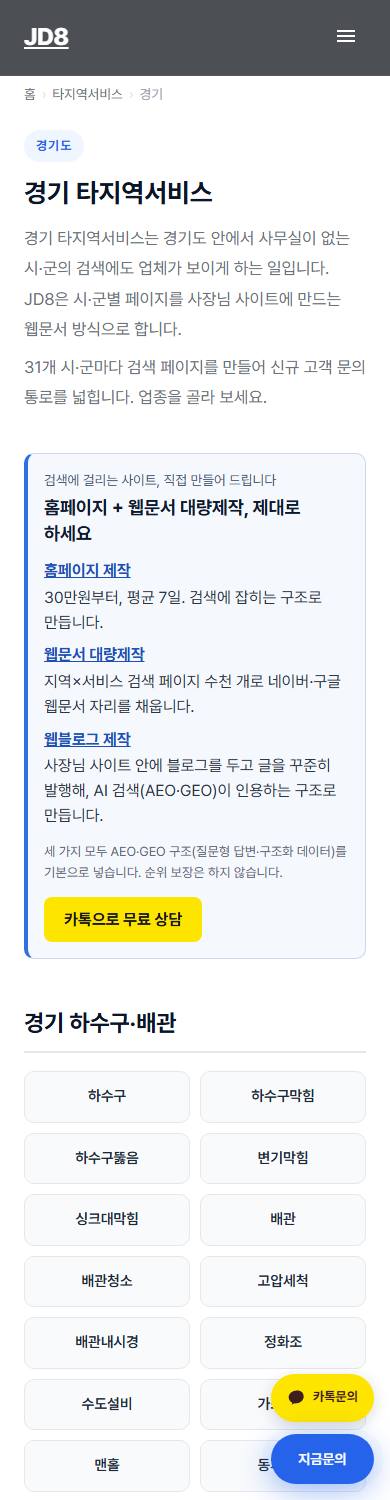 JD8
홈 › 타지역서비스 › 경기
경기도
경기 타지역서비스
경기 타지역서비스는 경기도 안에서 사무실이 없는
시·군의 검색에도 업체가 보이게 하는 일입니다.
JD8은 시·군별 페이지를 사장님 사이트에 만드는
웹문서 방식으로 합니다.
31개 시·군마다 검색 페이지를 만들어 신규 고객 문의
통로를 넓힙니다. 업종을 골라 보세요.
검색에 걸리는 사이트, 직접 만들어 드립니다
홈페이지 + 웹문서 대량제작, 제대로
하세요
홈페이지 제작
30만원부터, 평균 7일. 검색에 잡히는 구조로
만듭니다.
웹문서 대량제작
지역×서비스 검색 페이지 수천 개로 네이버·구글
웹문서 자리를 채웁니다.
웹블로그 제작
사장님 사이트 안에 블로그를 두고 글을 꾸준히
발행해, AI 검색(AEO·GEO)이 인용하는 구조로
만듭니다.
세 가지 모두 AEO·GEO 구조(질문형 답변·구조화 데이터)를
기본으로 넣습니다. 순위 보장은 하지 않습니다.
카톡으로 무료 상담
경기 하수구·배관
하수구 하수구막힘
하수구뚫음 변기막힘
싱크대막힘 배관
배관청소 고압세척
배관내시경 정화조
수도설비
카톡문의
맨홀
지금문의